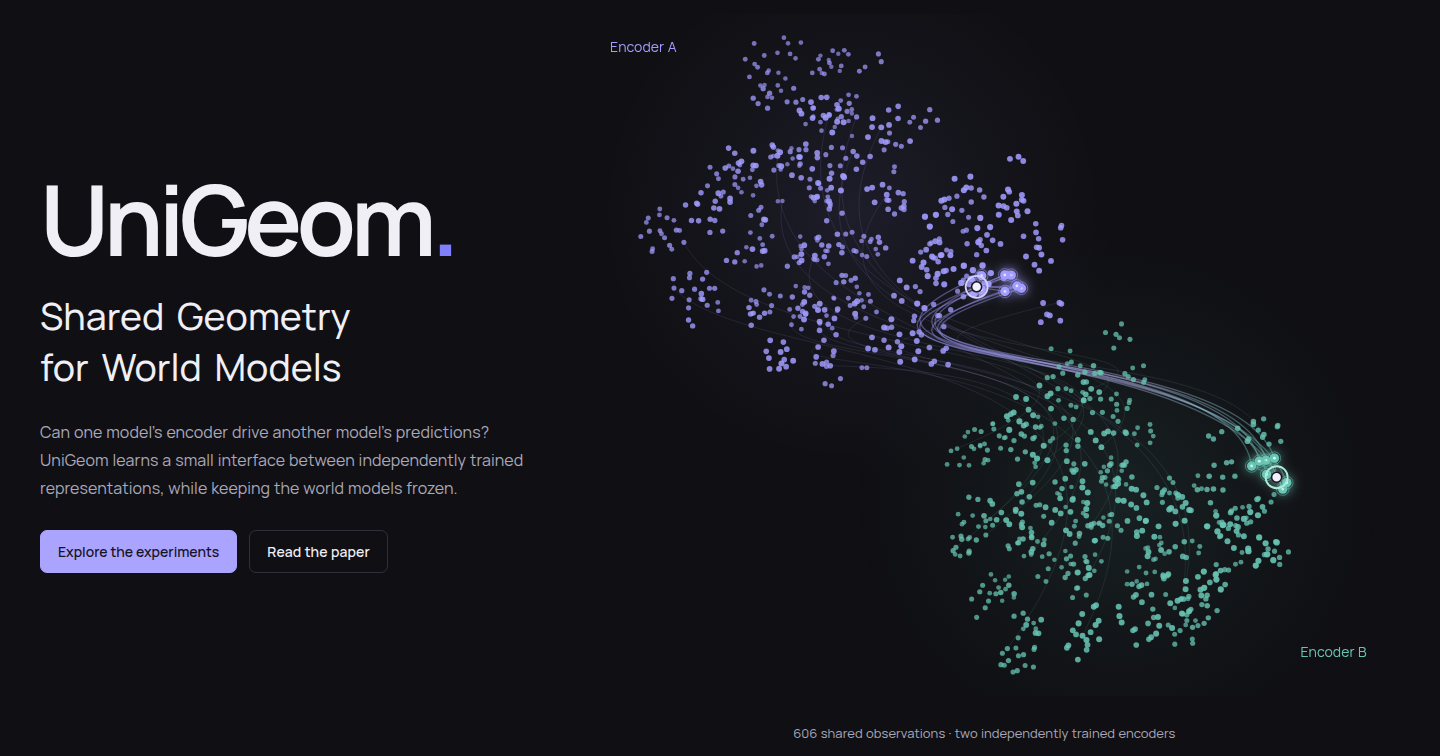 Encoder A
UniGeom.
Shared Geometry
for World Models
Can one model's encoder drive another model's predictions?
UniGeom learns a small interface between independently trained
representations, while keeping the world models frozen.
Explore the experiments
Read the paper
Encoder B
606 shared observations · two independently trained encoders